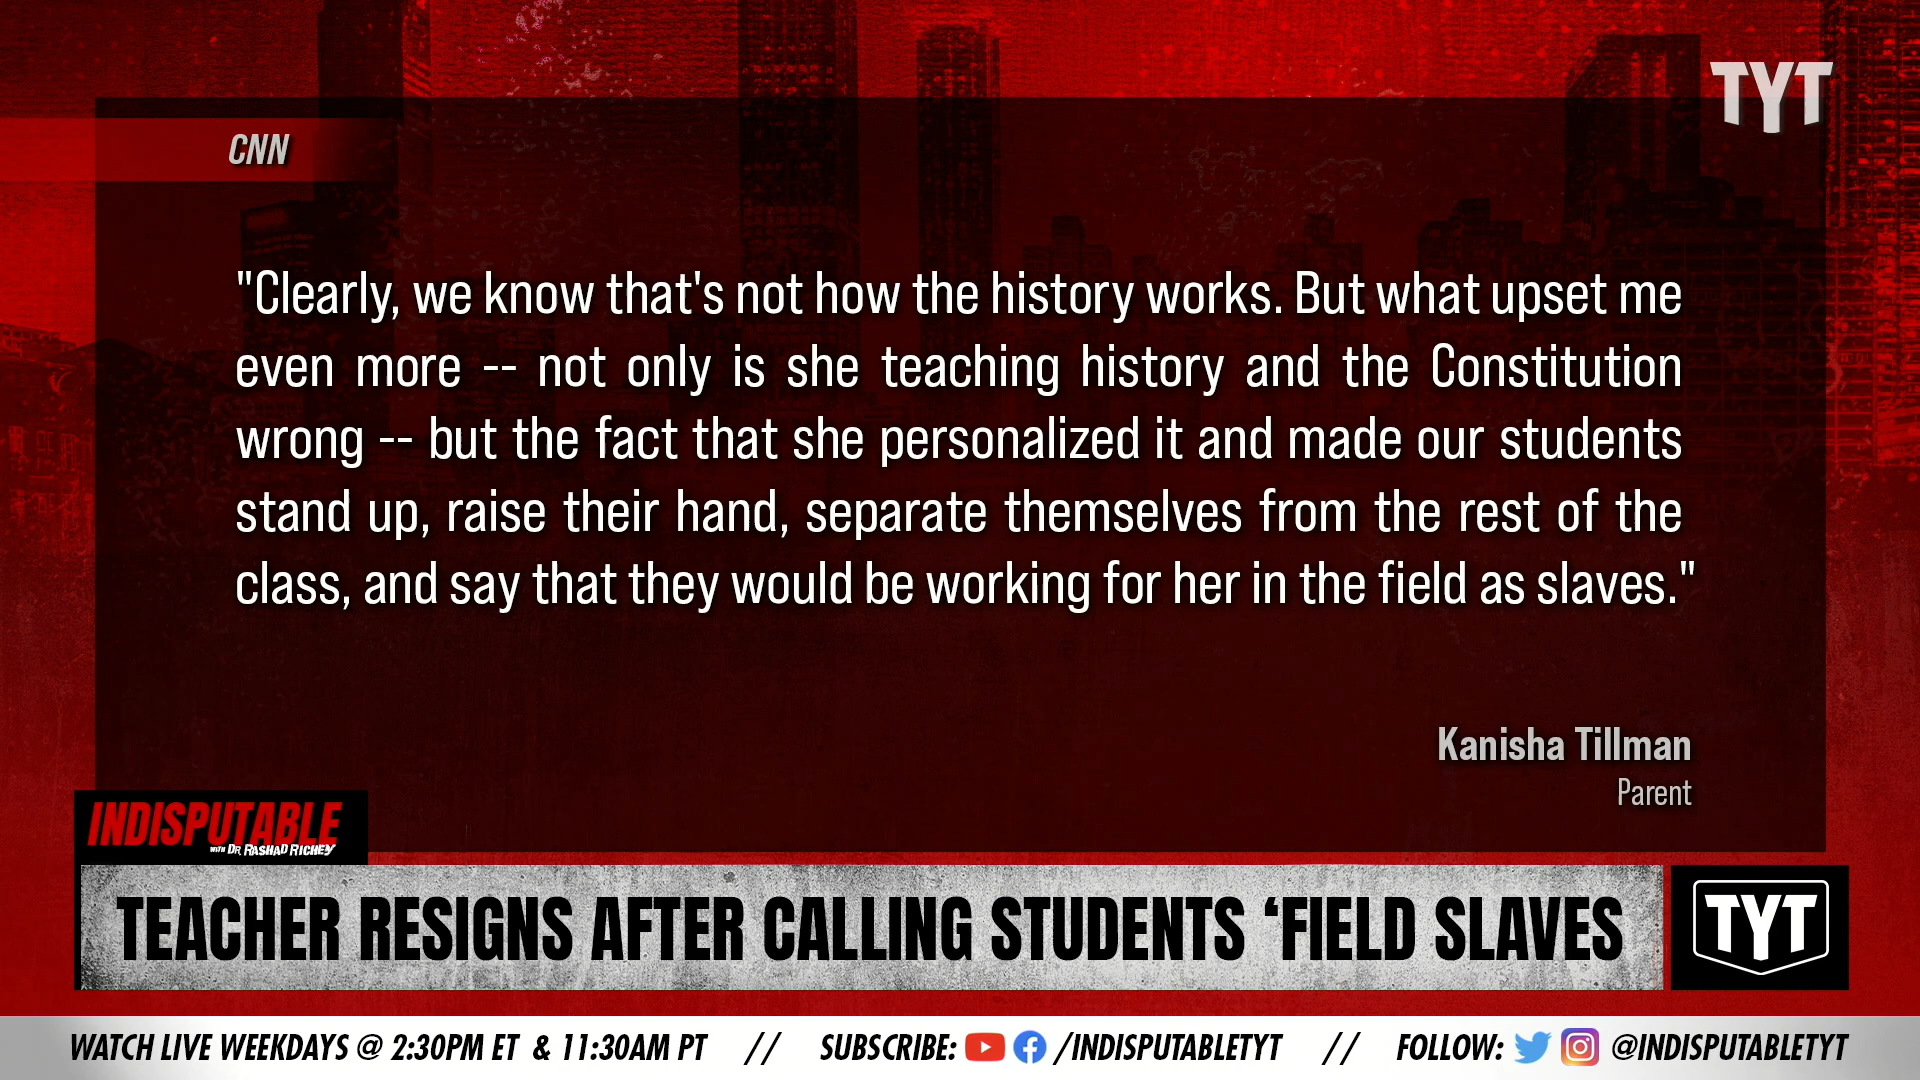 TYT
CNN
"Clearly, we know that's not how the history works. But what upset me
even more -- not only is she teaching history and the Constitution
wrong -- but the fact that she personalized it and made our students
stand up, raise their hand, separate themselves from the rest of the
class, and say that they would be working for her in the field as slaves."
Kanisha Tillman
Parent
INDISPUTABLE
WITH DR RASHAD RICHEY
TEACHER RESIGNS AFTER CALLING STUDENTS ‘FIELD SLAVES
TYT
WATCH LIVE WEEKDAYS @ 2:30PM ET & 11:30AM PT // SUBSCRIBE: /INDISPUTABLETYT // FOLLOW: @INDISPUTABLETYT